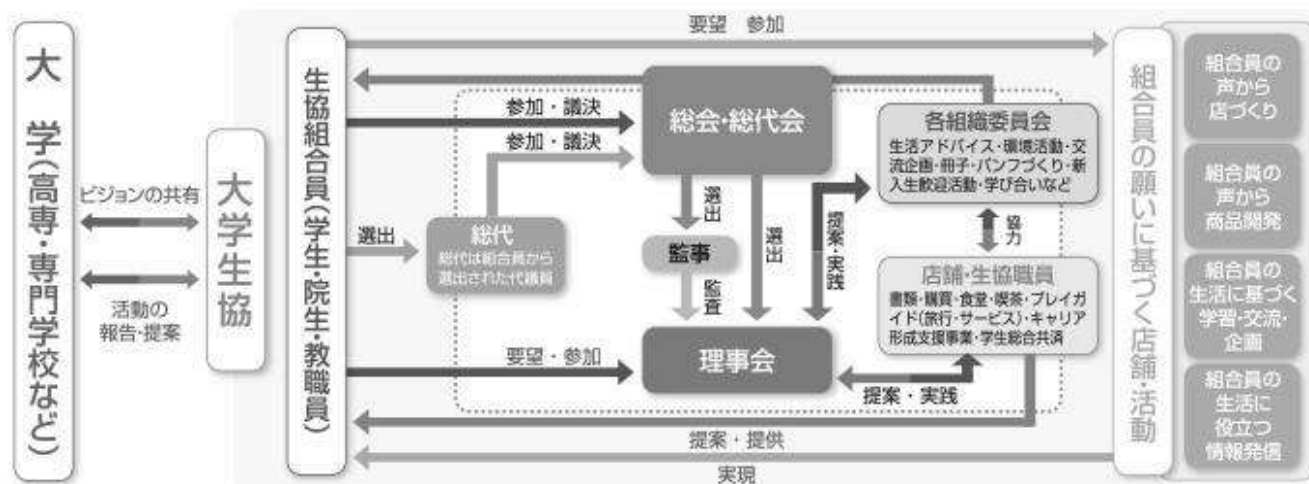 大 学(高専・専門学校など)
ビジョンの共有
活動の
報告・提案
大学生協
生協組合員(学生・院生・教職員)
要望 参加
参加・議決
参加・議決
選出
総代
総代は組合員から
選出された代議員
総会・総代会
選出
監事
監査
選出
理事会
要望・参加
提案・実践
各組織委員会
生活アドバイス・環境活動・交
流企画・冊子・パンフづくり・新
入生歓迎活動・学び合いなど
協力
店舗・生協職員
書類・購買・食堂・喫茶・プレイガ
イド(旅行・サービス)・キャリア
形成支援事業・学生総合共済
提案・実践
提案・提供
実現
組合員の願いに基づく店舗・活動
組合員の
声から
店づくり
組合員の
声から
商品開発
組合員の
生活に基づく
学習・交流・
企画
組合員の
生活に
役立つ
情報発信